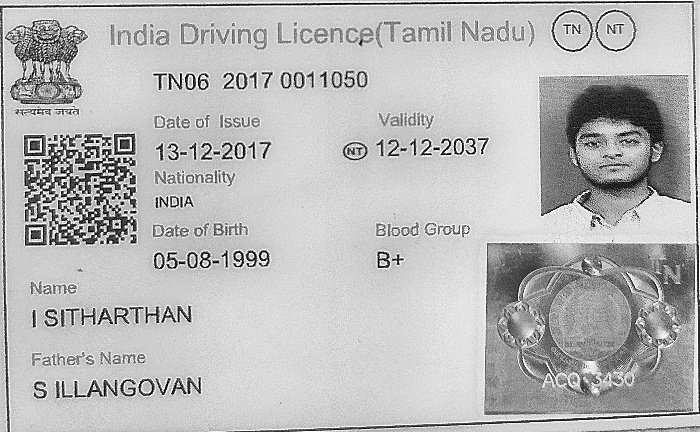 India Driving Licence(Tamil Nadu) TN NT
सत्यमेव जयते
TN06 2017 0011050
Date of Issue Validity
13-12-2017 NT 12-12-2037
Nationality
INDIA
Date of Birth Blood Group
05-08-1999 B+
Name
I SITHARTHAN
Father's Name
S ILLANGOVAN
TN
ACQ 3430